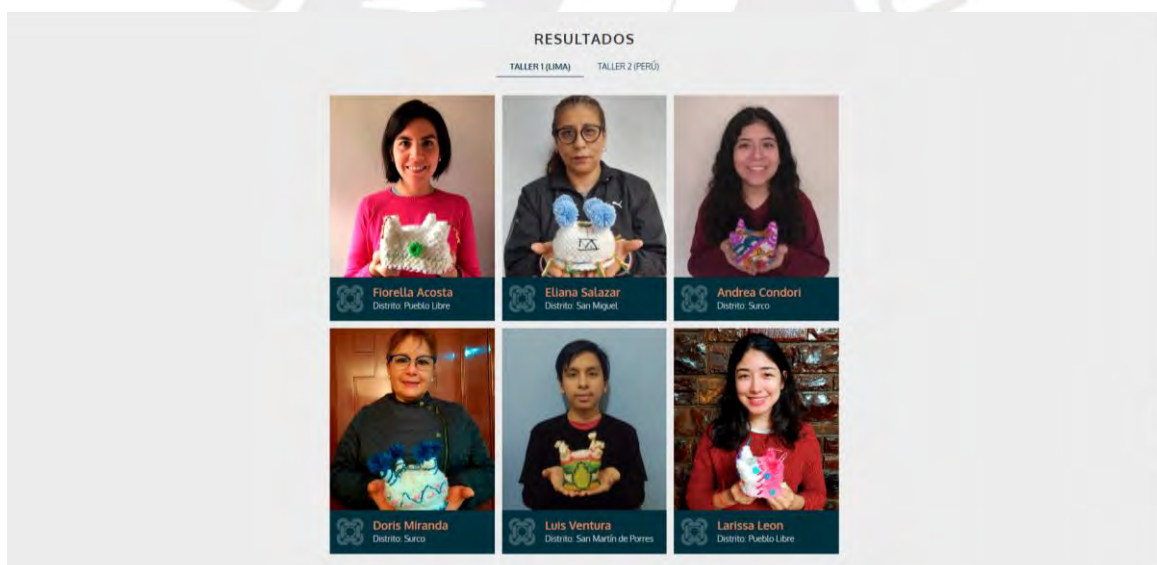 RESULTADOS
TALLER 1 (LIMA) TALLER 2 (PERÚ)
Fiorella Acosta
Distrito: Pueblo Libre
Eliana Salazar
Distrito: San Miguel
Andrea Condori
Distrito: Surco
Doris Miranda
Distrito: Surco
Luis Ventura
Distrito: San Martín de Porres
Larissa Leon
Distrito: Pueblo Libre